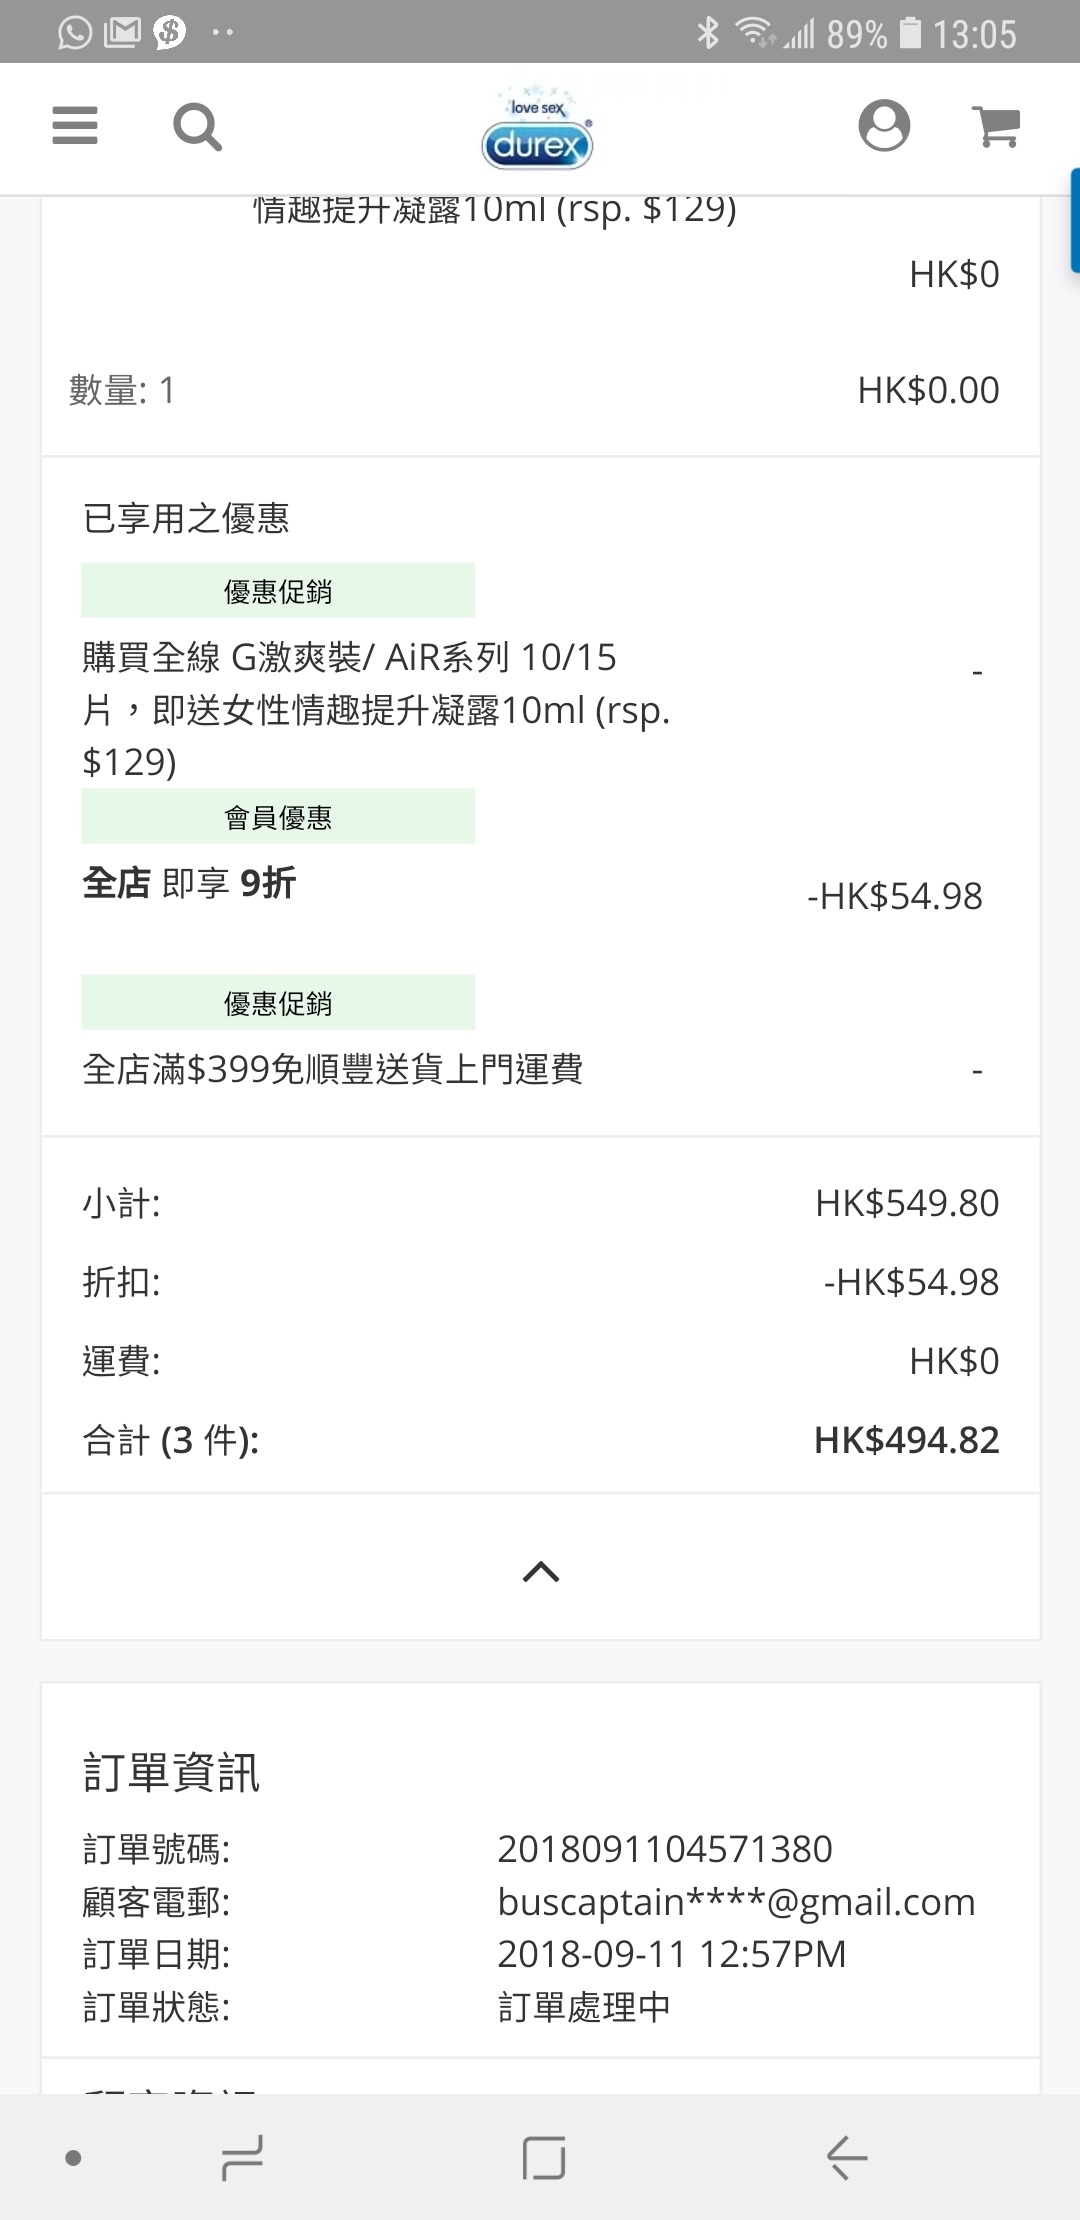 89% 13:05
love sex
durex
情趣提升凝露10ml (rsp. $129)
HK$0
數量: 1 HK$0.00
已享用之優惠
優惠促銷
購買全線 G激爽裝/ AiR系列 10/15 -
片，即送女性情趣提升凝露10ml (rsp.
$129)
會員優惠
全店 即享 9折 -HK$54.98
優惠促銷
全店滿$399免順豐送貨上門運費 -
小計: HK$549.80
折扣: -HK$54.98
運費: HK$0
合計 (3 件): HK$494.82
訂單資訊
訂單號碼: 2018091104571380
顧客電郵: buscaptain****@gmail.com
訂單日期: 2018-09-11 12:57PM
訂單狀態: 訂單處理中